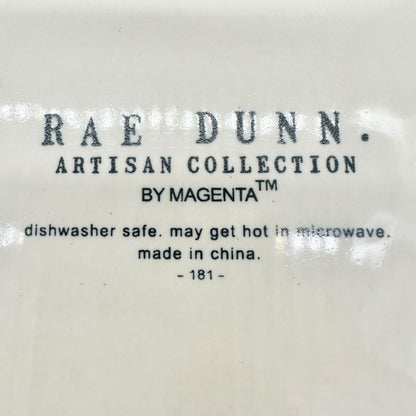 RAE DUNN.
ARTISAN COLLECTION
BY MAGENTA™
dishwasher safe. may get hot in microwave.
made in china.
- 181 -